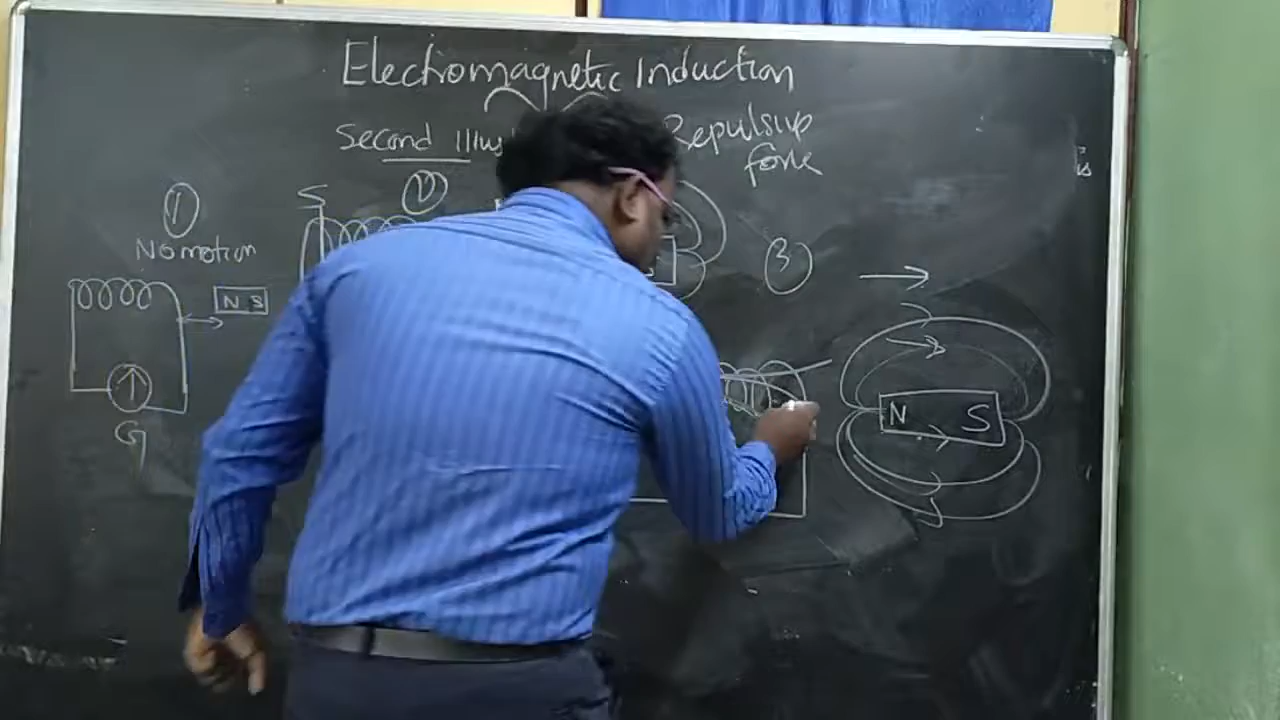 Electromagnetic Induction
Second Illus
Repulsive
force
1
No motion
N S
G
S
2
3
N S